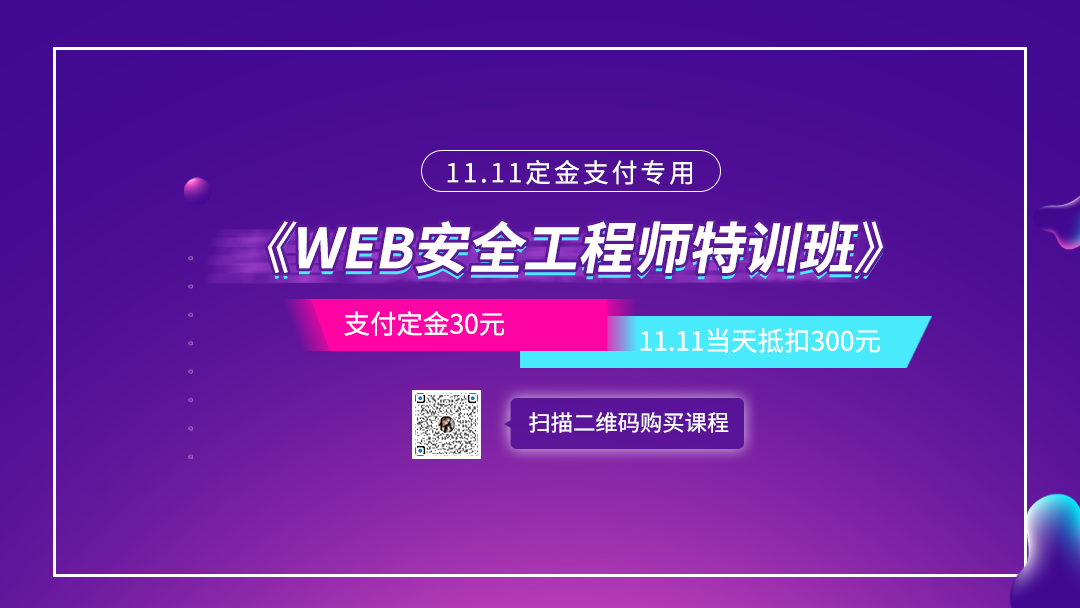 11.11定金支付专用
《WEB安全工程师特训班》
支付定金30元
11.11当天抵扣300元
扫描二维码购买课程